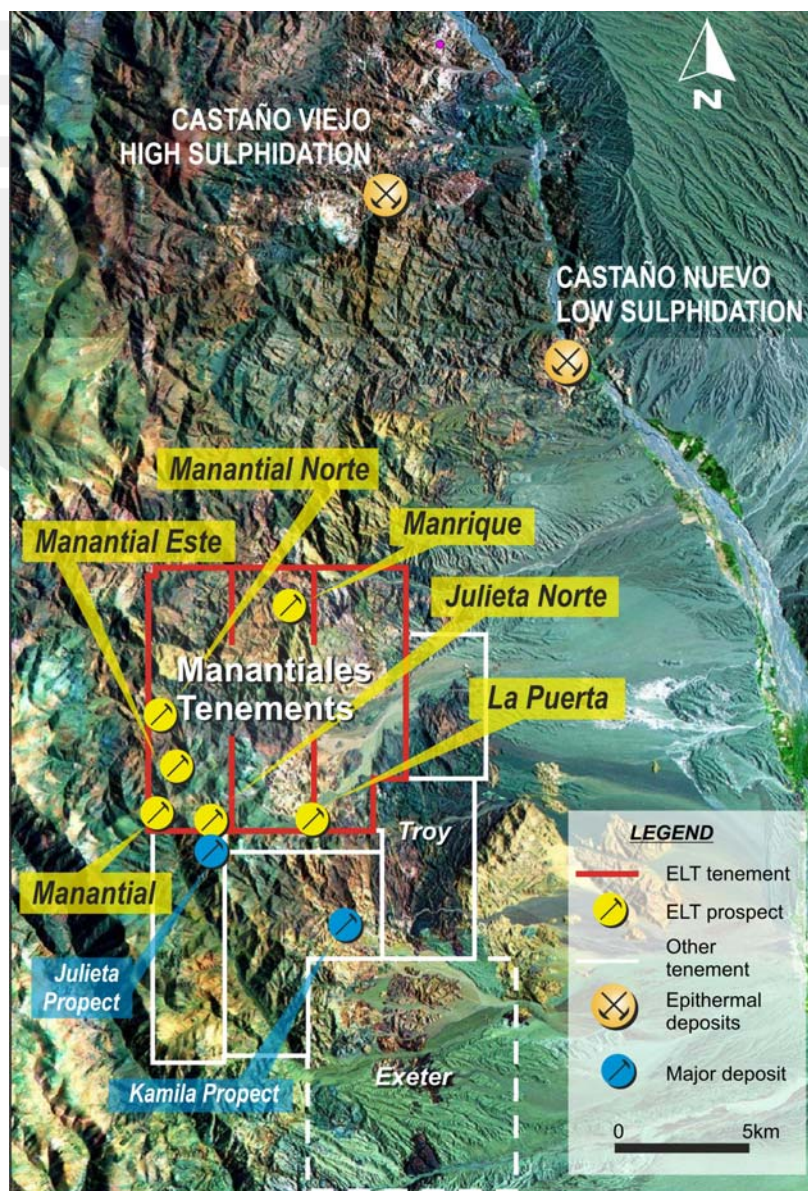 N
CASTAÑO VIEJO
HIGH SULPHIDATION
CASTAÑO NUEVO
LOW SULPHIDATION
Manantial Norte
Manrique
Manantial Este
Julieta Norte
Manantiales
Tenements
La Puerta
Troy
Manantial
Julieta
Propect
Kamila Propect
Exeter
LEGEND
ELT tenement
ELT prospect
Other
tenement
Epithermal
deposits
Major deposit
0 5km